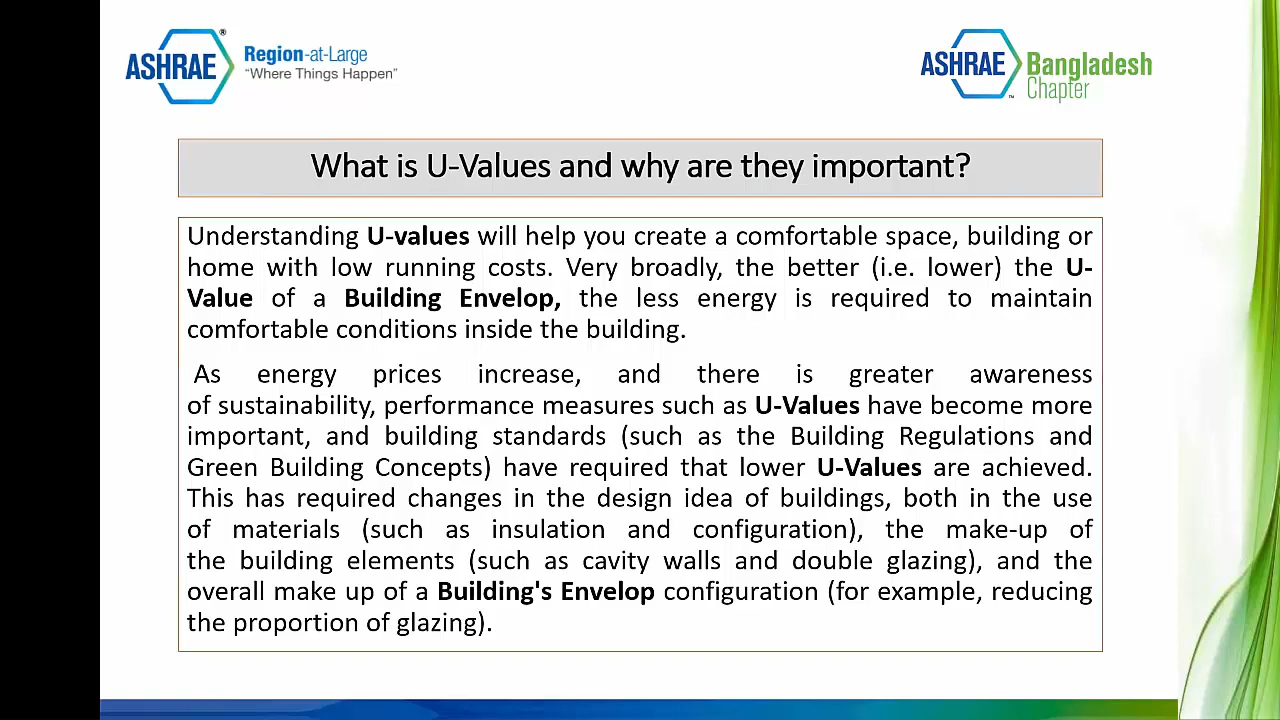 ASHRAE® Region-at-Large
"Where Things Happen"
ASHRAE™ Bangladesh
Chapter
What is U-Values and why are they important?
Understanding U-values will help you create a comfortable space, building or
home with low running costs. Very broadly, the better (i.e. lower) the U-
Value of a Building Envelop, the less energy is required to maintain
comfortable conditions inside the building.
As energy prices increase, and there is greater awareness
of sustainability, performance measures such as U-Values have become more
important, and building standards (such as the Building Regulations and
Green Building Concepts) have required that lower U-Values are achieved.
This has required changes in the design idea of buildings, both in the use
of materials (such as insulation and configuration), the make-up of
the building elements (such as cavity walls and double glazing), and the
overall make up of a Building's Envelop configuration (for example, reducing
the proportion of glazing).